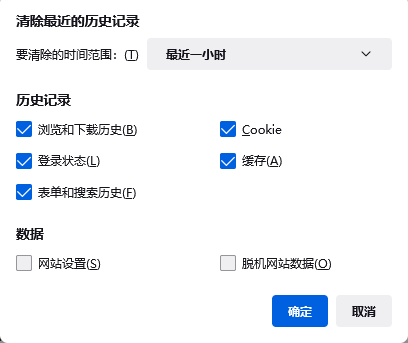 清除最近的历史记录
要清除的时间范围：(T) 最近一小时
历史记录
浏览和下载历史(B) Cookie
登录状态(L) 缓存(A)
表单和搜索历史(F)
数据
网站设置(S) 脱机网站数据(O)
确定 取消